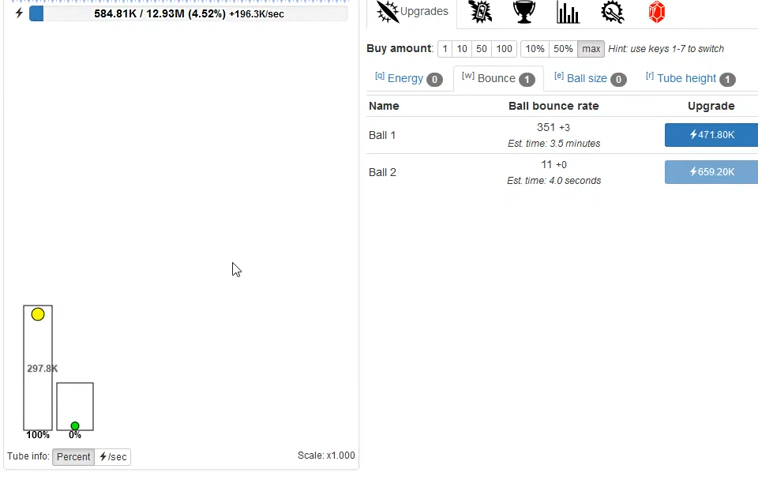 584.81K / 12.93M (4.52%) +196.3K/sec
297.8K
100% 0%
Tube info: Percent /sec Scale: x1.000
Upgrades
Buy amount: 1 10 50 100 10% 50% max Hint: use keys 1-7 to switch
[q] Energy 0 [w] Bounce 1 [e] Ball size 0 [r] Tube height 1
Name Ball bounce rate Upgrade
Ball 1 351 +3 471.80K
Est. time: 3.5 minutes
Ball 2 11 +0 659.20K
Est. time: 4.0 seconds